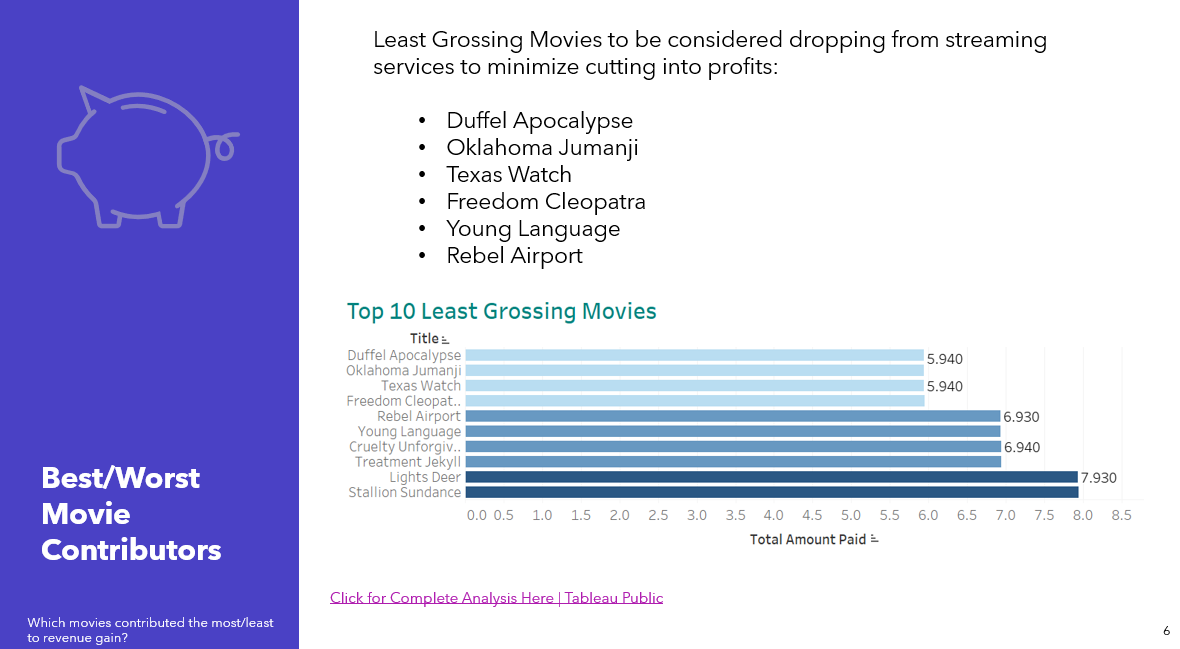 Least Grossing Movies to be considered dropping from streaming
services to minimize cutting into profits:
• Duffel Apocalypse
• Oklahoma Jumanji
• Texas Watch
• Freedom Cleopatra
• Young Language
• Rebel Airport
Top 10 Least Grossing Movies
Title
Duffel Apocalypse 5.940
Oklahoma Jumanji
Texas Watch 5.940
Freedom Cleopat..
Rebel Airport 6.930
Young Language
Cruelty Unforgiv.. 6.940
Treatment Jekyll
Lights Deer 7.930
Stallion Sundance
0.0 0.5 1.0 1.5 2.0 2.5 3.0 3.5 4.0 4.5 5.0 5.5 6.0 6.5 7.0 7.5 8.0 8.5
Total Amount Paid
Click for Complete Analysis Here | Tableau Public
Best/Worst
Movie
Contributors
Which movies contributed the most/least
to revenue gain?
6